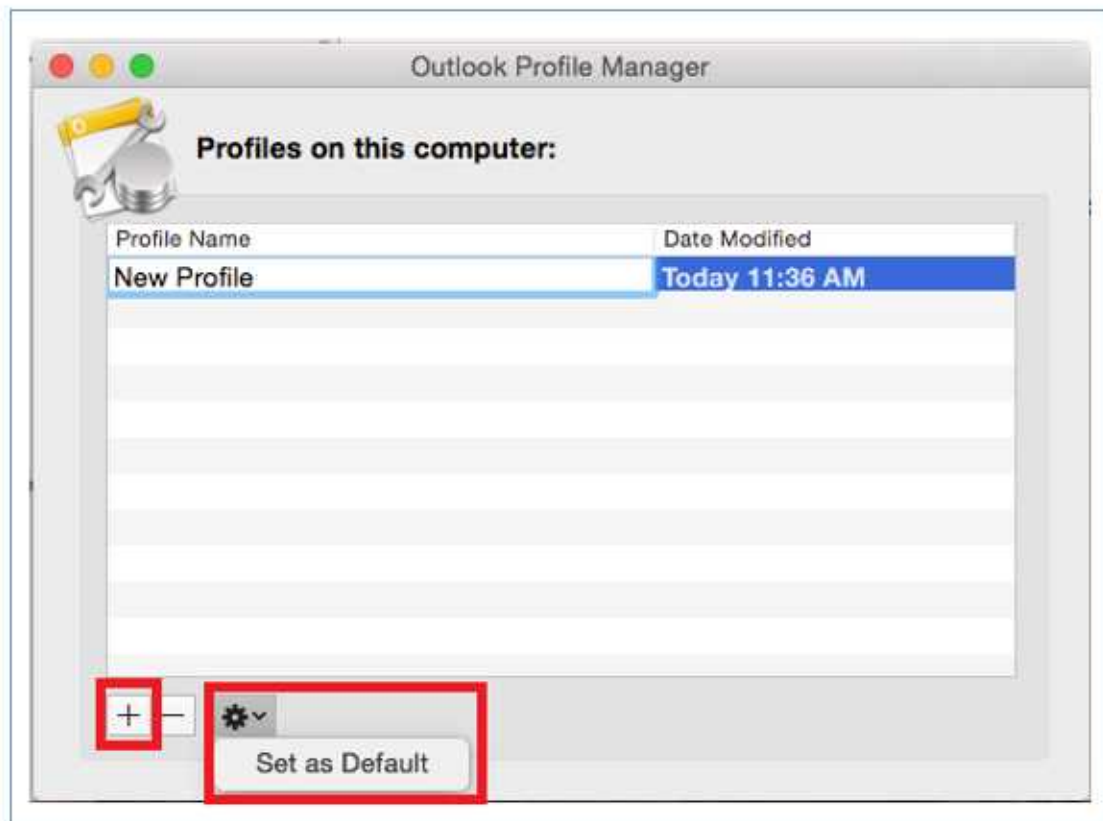 Outlook Profile Manager
Profiles on this computer:
Profile Name Date Modified
New Profile Today 11:36 AM
Set as Default